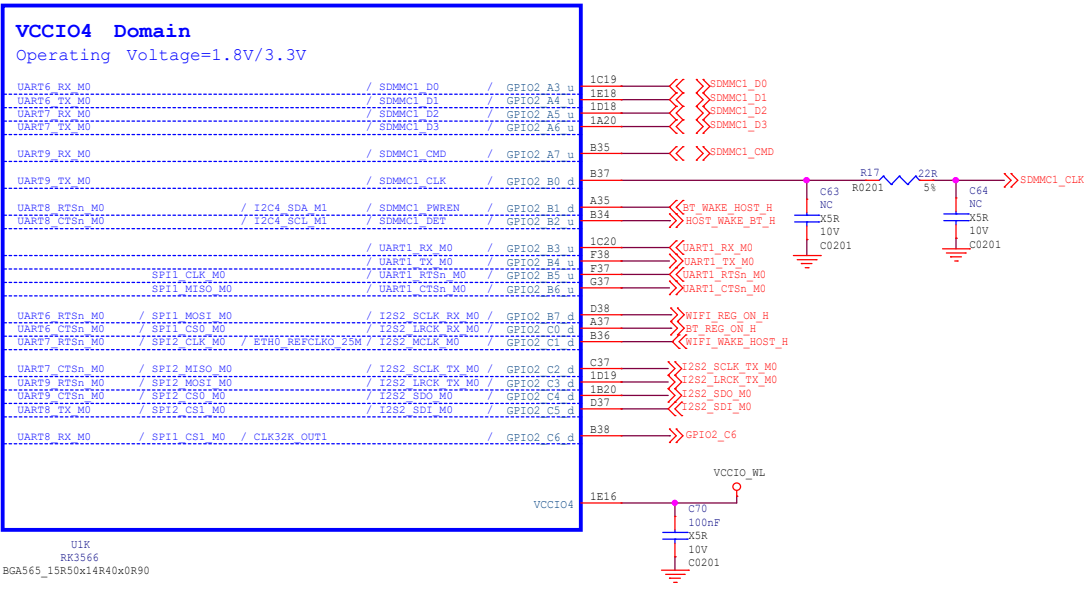 VCCIO4 Domain
Operating Voltage=1.8V/3.3V
UART6_RX_M0 / SDMMC1_D0 / GPIO2_A3_u 1C19 SDMMC1_D0
UART6_TX_M0 / SDMMC1_D1 / GPIO2_A4_u 1E18 SDMMC1_D1
UART7_RX_M0 / SDMMC1_D2 / GPIO2_A5_u 1D18 SDMMC1_D2
UART7_TX_M0 / SDMMC1_D3 / GPIO2_A6_u 1A20 SDMMC1_D3
UART9_RX_M0 / SDMMC1_CMD / GPIO2_A7_u B35 SDMMC1_CMD
UART9_TX_M0 / SDMMC1_CLK / GPIO2_B0_d B37 SDMMC1_CLK
R17 22R
R0201 5%
C63
NC
X5R
10V
C0201
C64
NC
X5R
10V
C0201
UART8_RTSn_M0 / I2C4_SDA_M1 / SDMMC1_PWREN / GPIO2_B1_d A35 BT_WAKE_HOST_H
UART8_CTSn_M0 / I2C4_SCL_M1 / SDMMC1_DET / GPIO2_B2_u B34 HOST_WAKE_BT_H
/ UART1_RX_M0 / GPIO2_B3_u 1C20 UART1_RX_M0
/ UART1_TX_M0 / GPIO2_B4_u F38 UART1_TX_M0
SPI1_CLK_M0 / UART1_RTSn_M0 / GPIO2_B5_u F37 UART1_RTSn_M0
SPI1_MISO_M0 / UART1_CTSn_M0 / GPIO2_B6_u G37 UART1_CTSn_M0
UART6_RTSn_M0 / SPI1_MOSI_M0 / I2S2_SCLK_RX_M0 / GPIO2_B7_d D38 WIFI_REG_ON_H
UART6_CTSn_M0 / SPI1_CS0_M0 / I2S2_LRCK_RX_M0 / GPIO2_C0_d A37 BT_REG_ON_H
UART7_RTSn_M0 / SPI2_CLK_M0 / ETH0_REFCLKO_25M / I2S2_MCLK_M0 / GPIO2_C1_d B36 WIFI_WAKE_HOST_H
UART7_CTSn_M0 / SPI2_MISO_M0 / I2S2_SCLK_TX_M0 / GPIO2_C2_d C37 I2S2_SCLK_TX_M0
UART9_RTSn_M0 / SPI2_MOSI_M0 / I2S2_LRCK_TX_M0 / GPIO2_C3_d 1D19 I2S2_LRCK_TX_M0
UART9_CTSn_M0 / SPI2_CS0_M0 / I2S2_SDO_M0 / GPIO2_C4_d 1B20 I2S2_SDO_M0
UART8_TX_M0 / SPI2_CS1_M0 / I2S2_SDI_M0 / GPIO2_C5_d D37 I2S2_SDI_M0
UART8_RX_M0 / SPI1_CS1_M0 / CLK32K_OUT1 / GPIO2_C6_d B38 GPIO2_C6
VCCIO_WL
VCCIO4 1E16
C70
100nF
X5R
10V
C0201
U1K
RK3566
BGA565_15R50x14R40x0R90